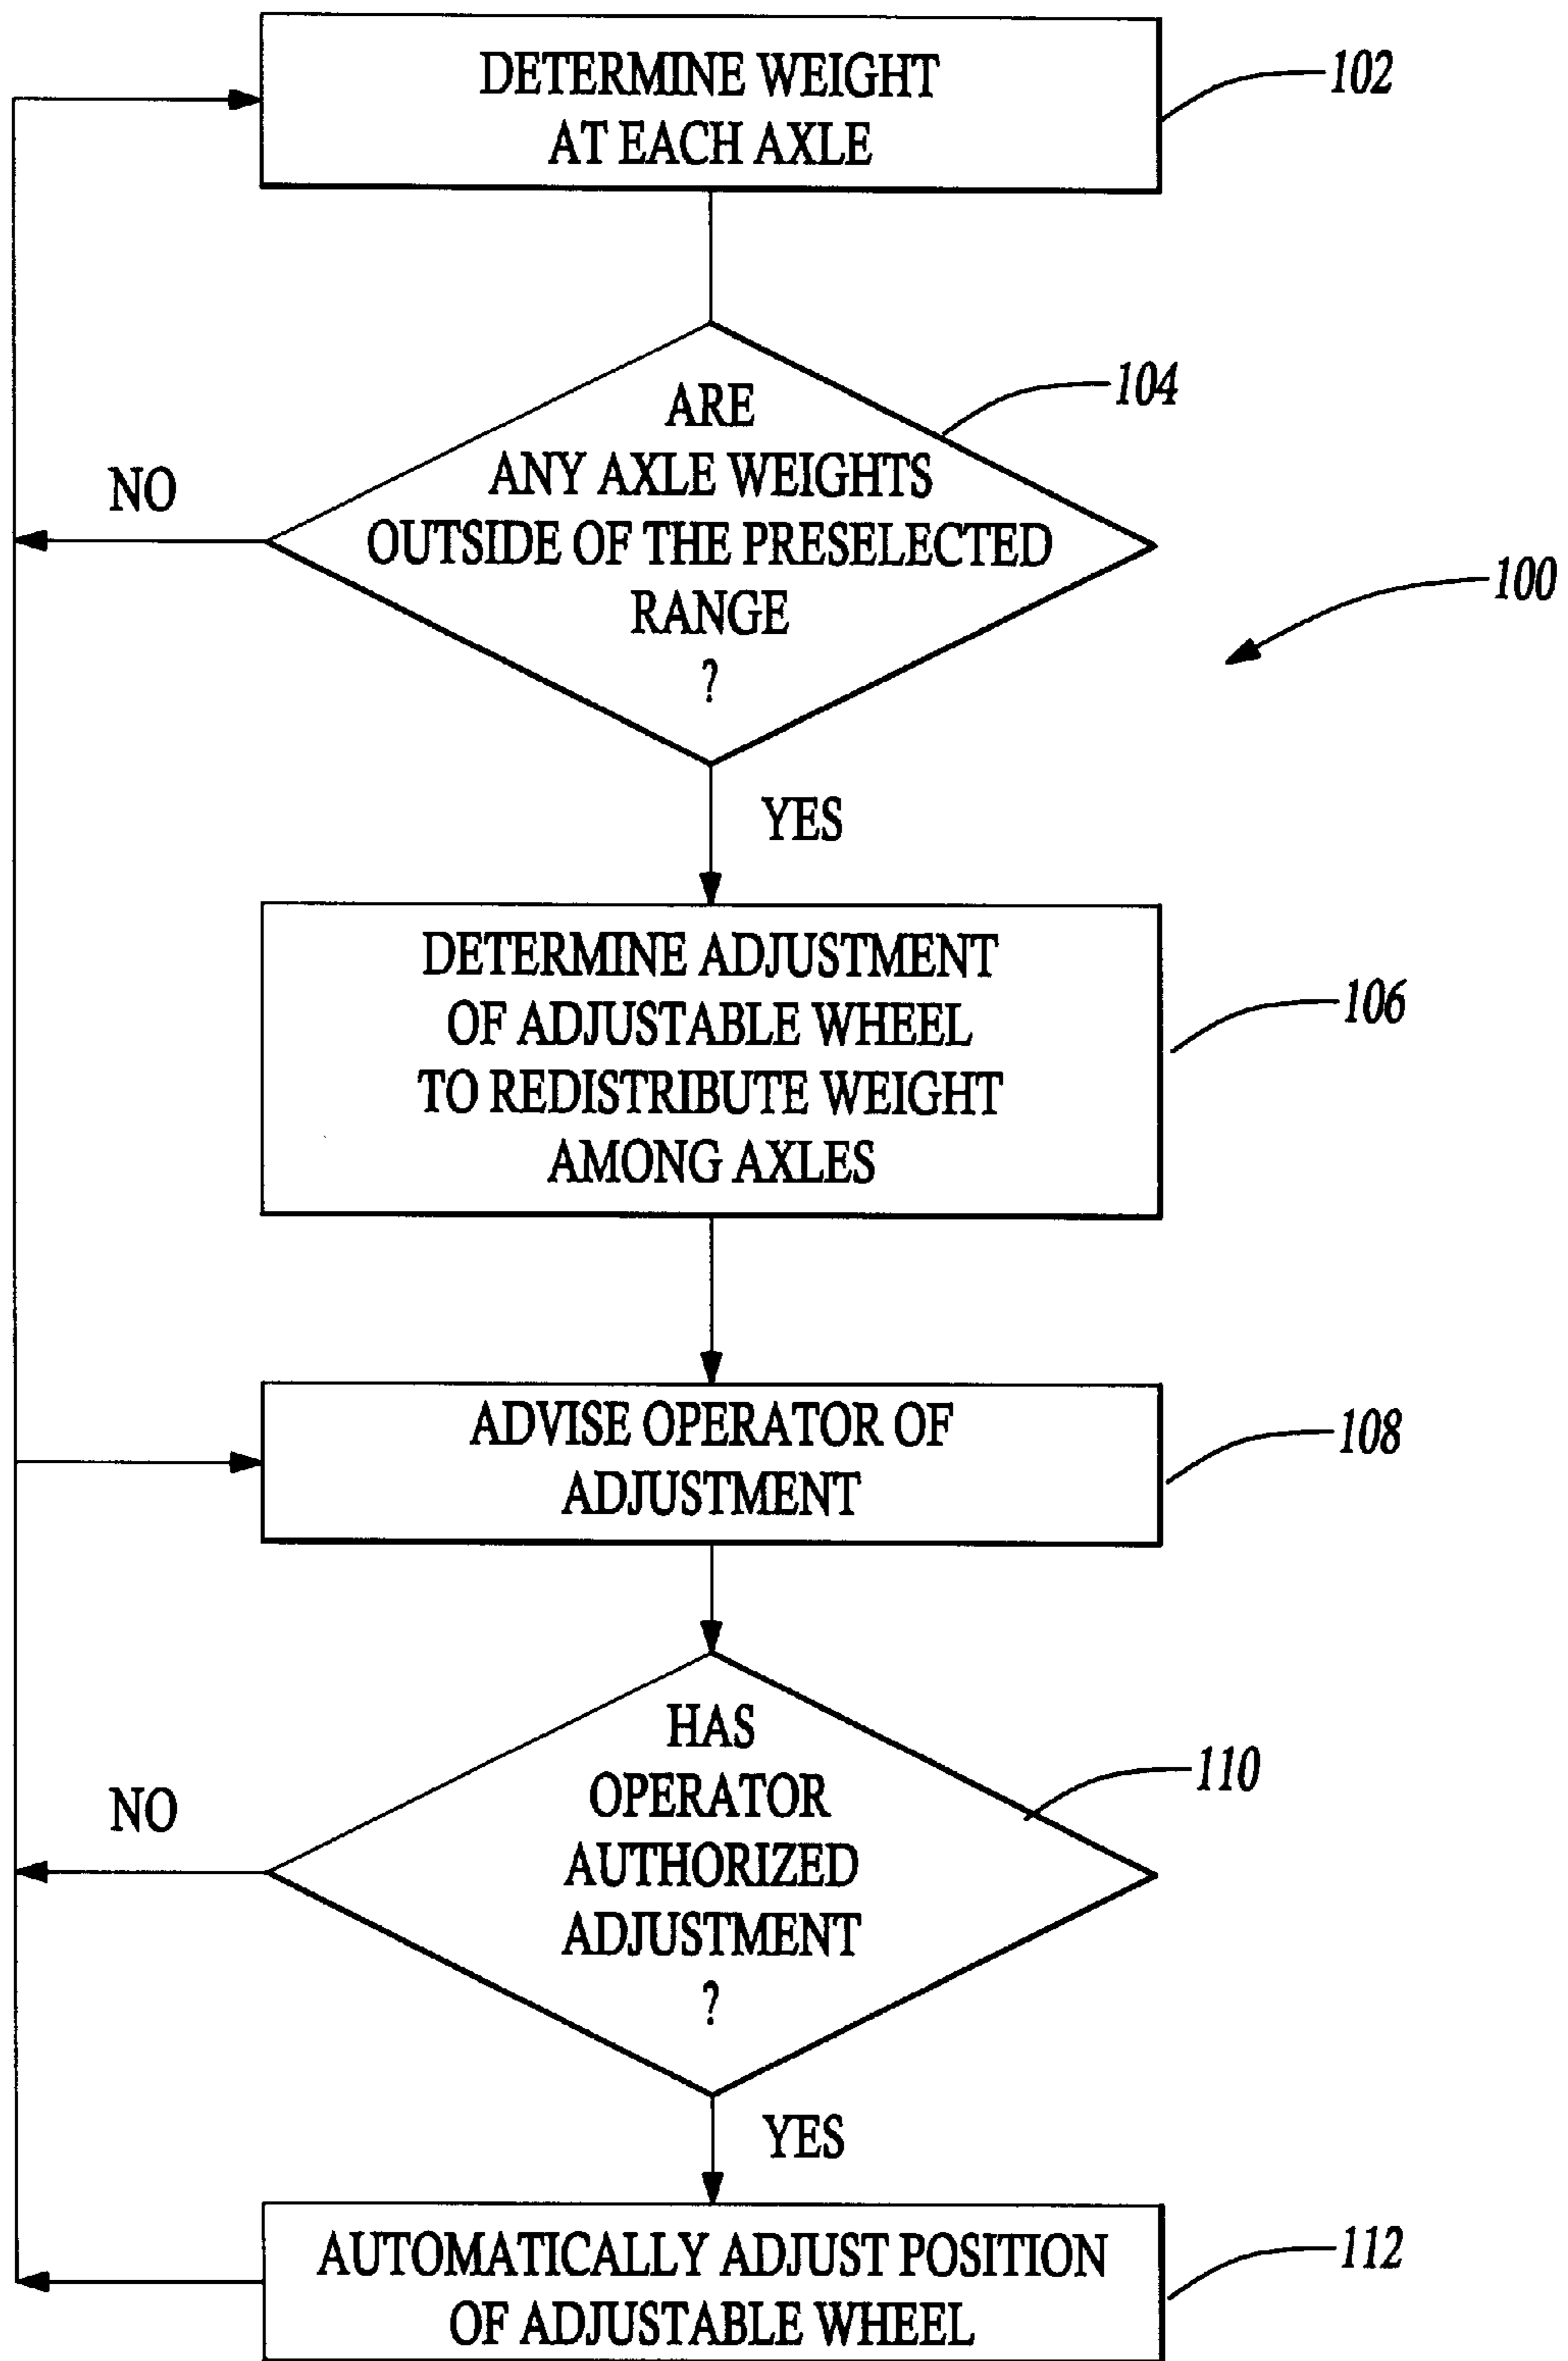 DETERMINE WEIGHT
AT EACH AXLE
102
ARE
ANY AXLE WEIGHTS
OUTSIDE OF THE PRESELECTED
RANGE
?
104
NO
100
YES
DETERMINE ADJUSTMENT
OF ADJUSTABLE WHEEL
TO REDISTRIBUTE WEIGHT
AMONG AXLES
106
ADVISE OPERATOR OF
ADJUSTMENT
108
HAS
OPERATOR
AUTHORIZED
ADJUSTMENT
?
110
NO
YES
AUTOMATICALLY ADJUST POSITION
OF ADJUSTABLE WHEEL
112